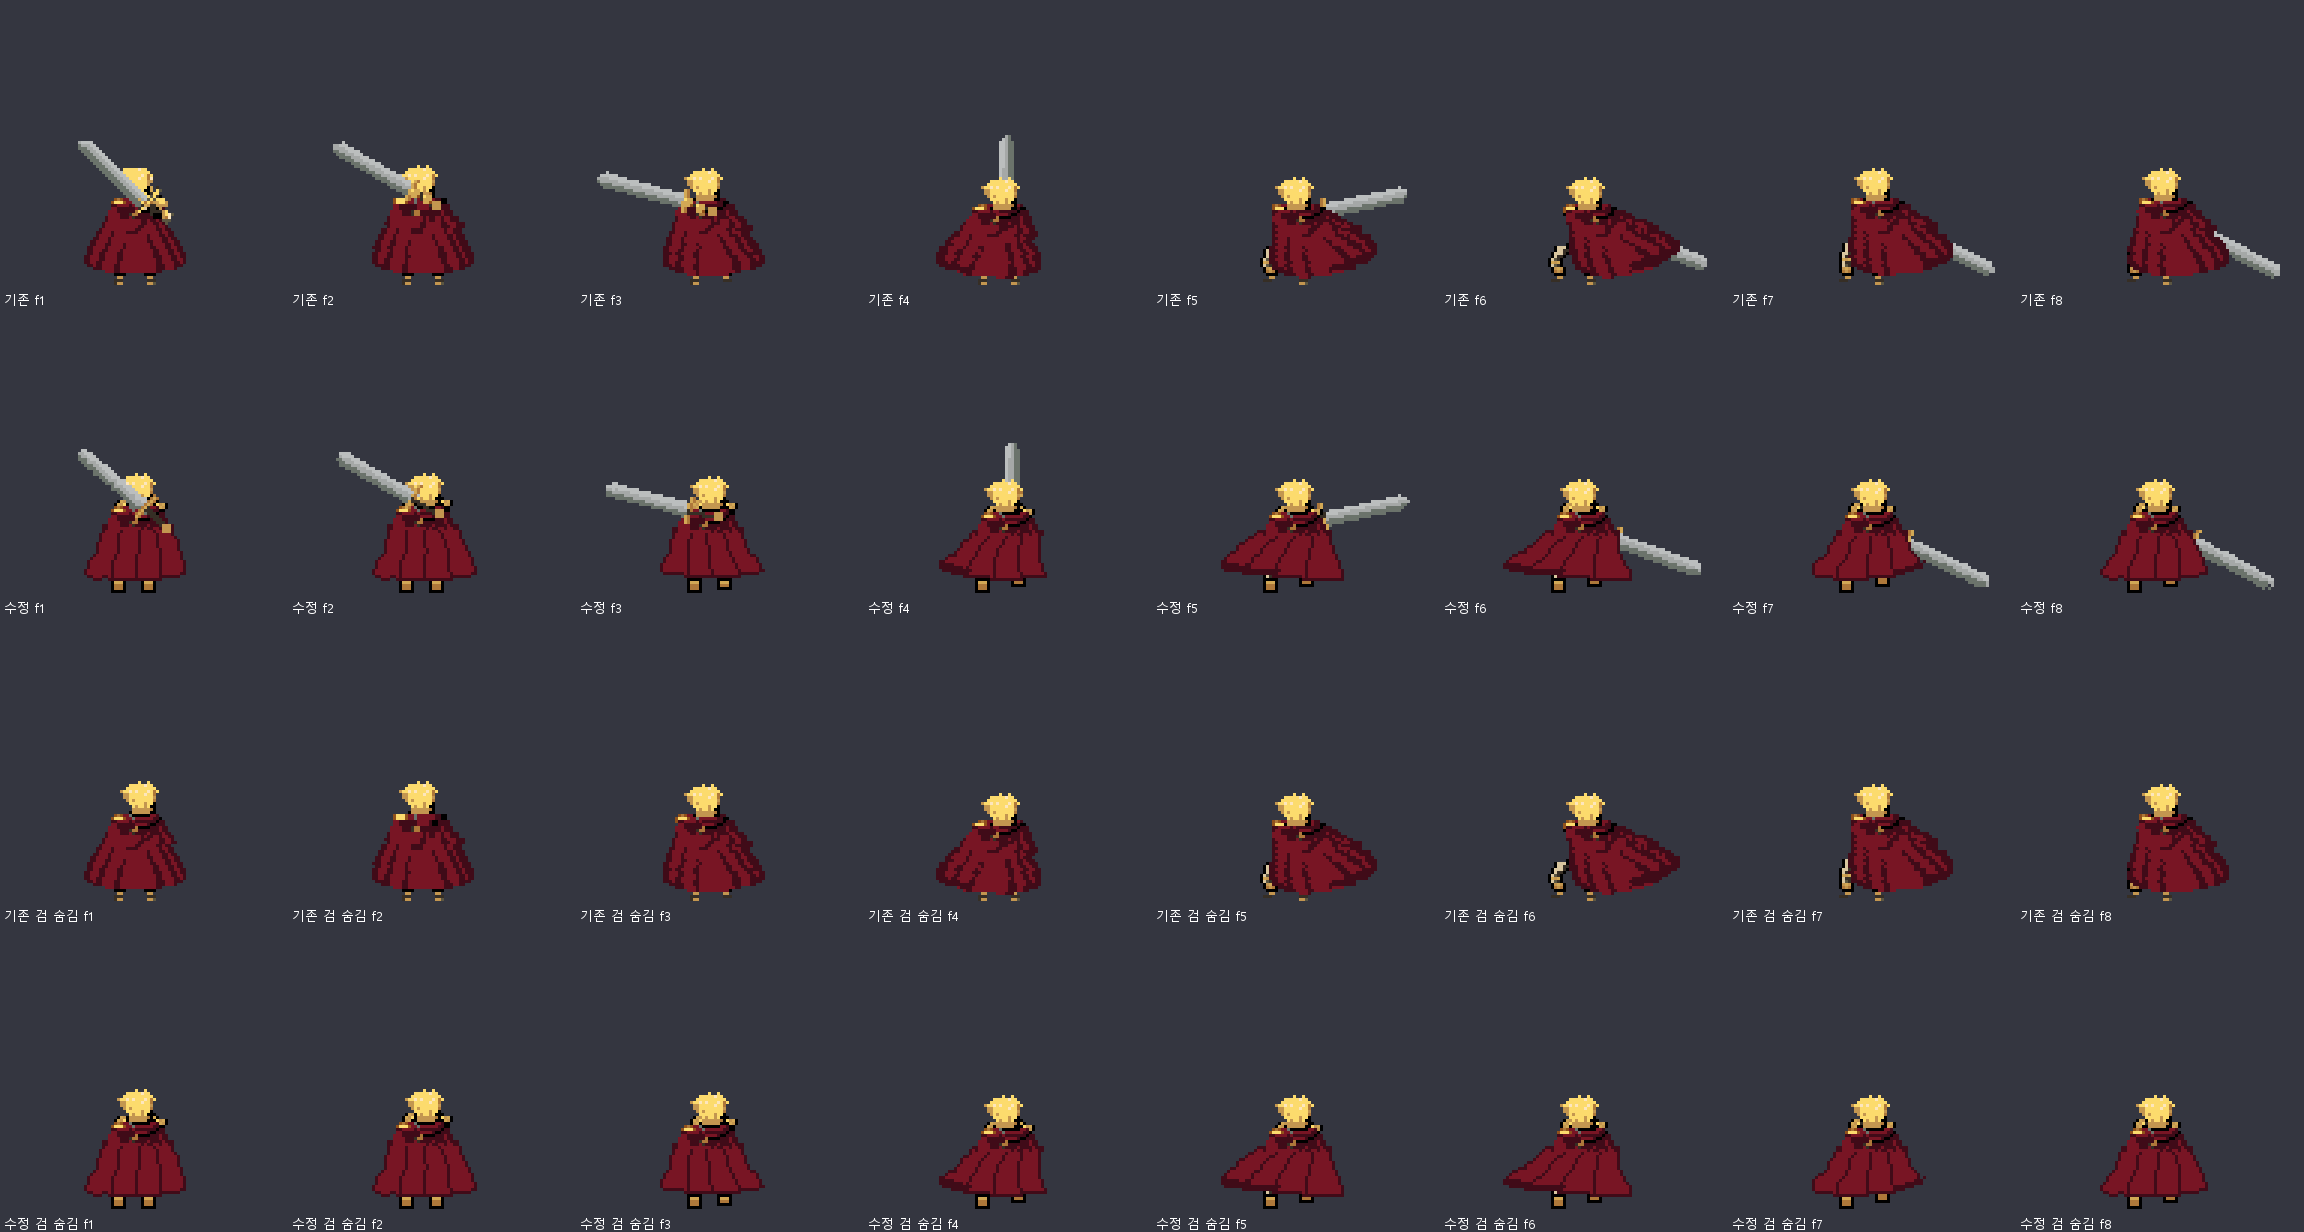 기존 f1
기존 f2
기존 f3
기존 f4
기존 f5
기존 f6
기존 f7
기존 f8
수정 f1
수정 f2
수정 f3
수정 f4
수정 f5
수정 f6
수정 f7
수정 f8
기존 검 숨김 f1
기존 검 숨김 f2
기존 검 숨김 f3
기존 검 숨김 f4
기존 검 숨김 f5
기존 검 숨김 f6
기존 검 숨김 f7
기존 검 숨김 f8
수정 검 숨김 f1
수정 검 숨김 f2
수정 검 숨김 f3
수정 검 숨김 f4
수정 검 숨김 f5
수정 검 숨김 f6
수정 검 숨김 f7
수정 검 숨김 f8